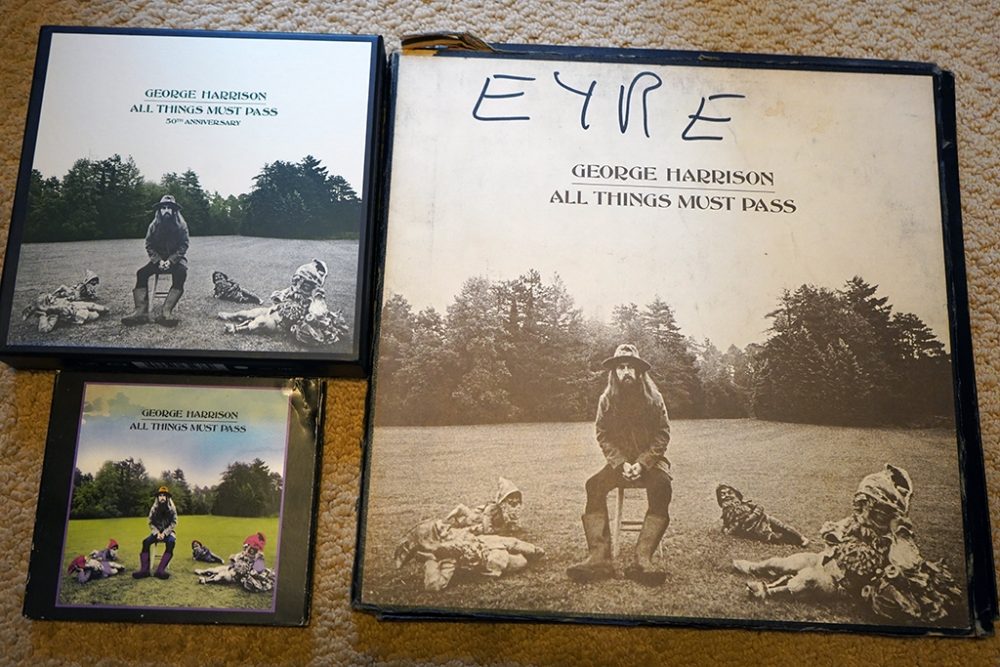 GEORGE HARRISON
ALL THINGS MUST PASS
50TH ANNIVERSARY
EYRE
GEORGE HARRISON
ALL THINGS MUST PASS
GEORGE HARRISON
ALL THINGS MUST PASS